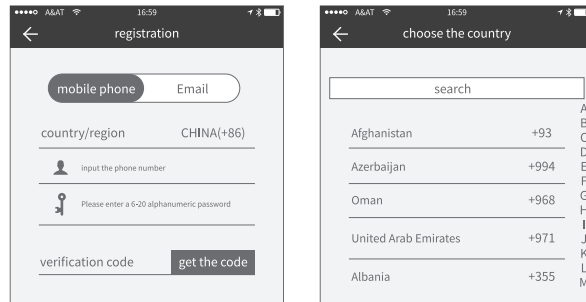 A&AT 16:59
registration
mobile phone Email
country/region CHINA(+86)
input the phone number
Please enter a 6-20 alphanumeric password
verification code get the code
A&AT 16:59
choose the country
search
Afghanistan +93
Azerbaijan +994
Oman +968
United Arab Emirates +971
Albania +355
A
B
C
D
E
F
G
H
I
J
K
L
M